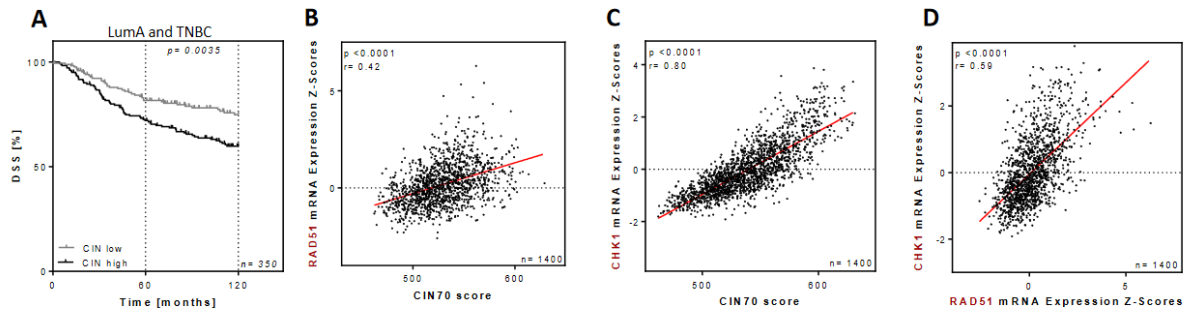 A
LumA and TNBC
p= 0.0035
100
50
0
DSS [%]
CIN low
CIN high
n= 350
0
60
120
Time [months]
B
p <0.0001
r= 0.42
5
0
RAD51 mRNA Expression Z-Scores
n= 1400
500
600
CIN70 score
C
p <0.0001
r= 0.80
4
2
0
-2
CHK1 mRNA Expression Z-Scores
n= 1400
500
600
CIN70 score
D
p <0.0001
r= 0.59
2
0
-2
CHK1 mRNA Expression Z-Scores
n= 1400
0
5
RAD51 mRNA Expression Z-Scores